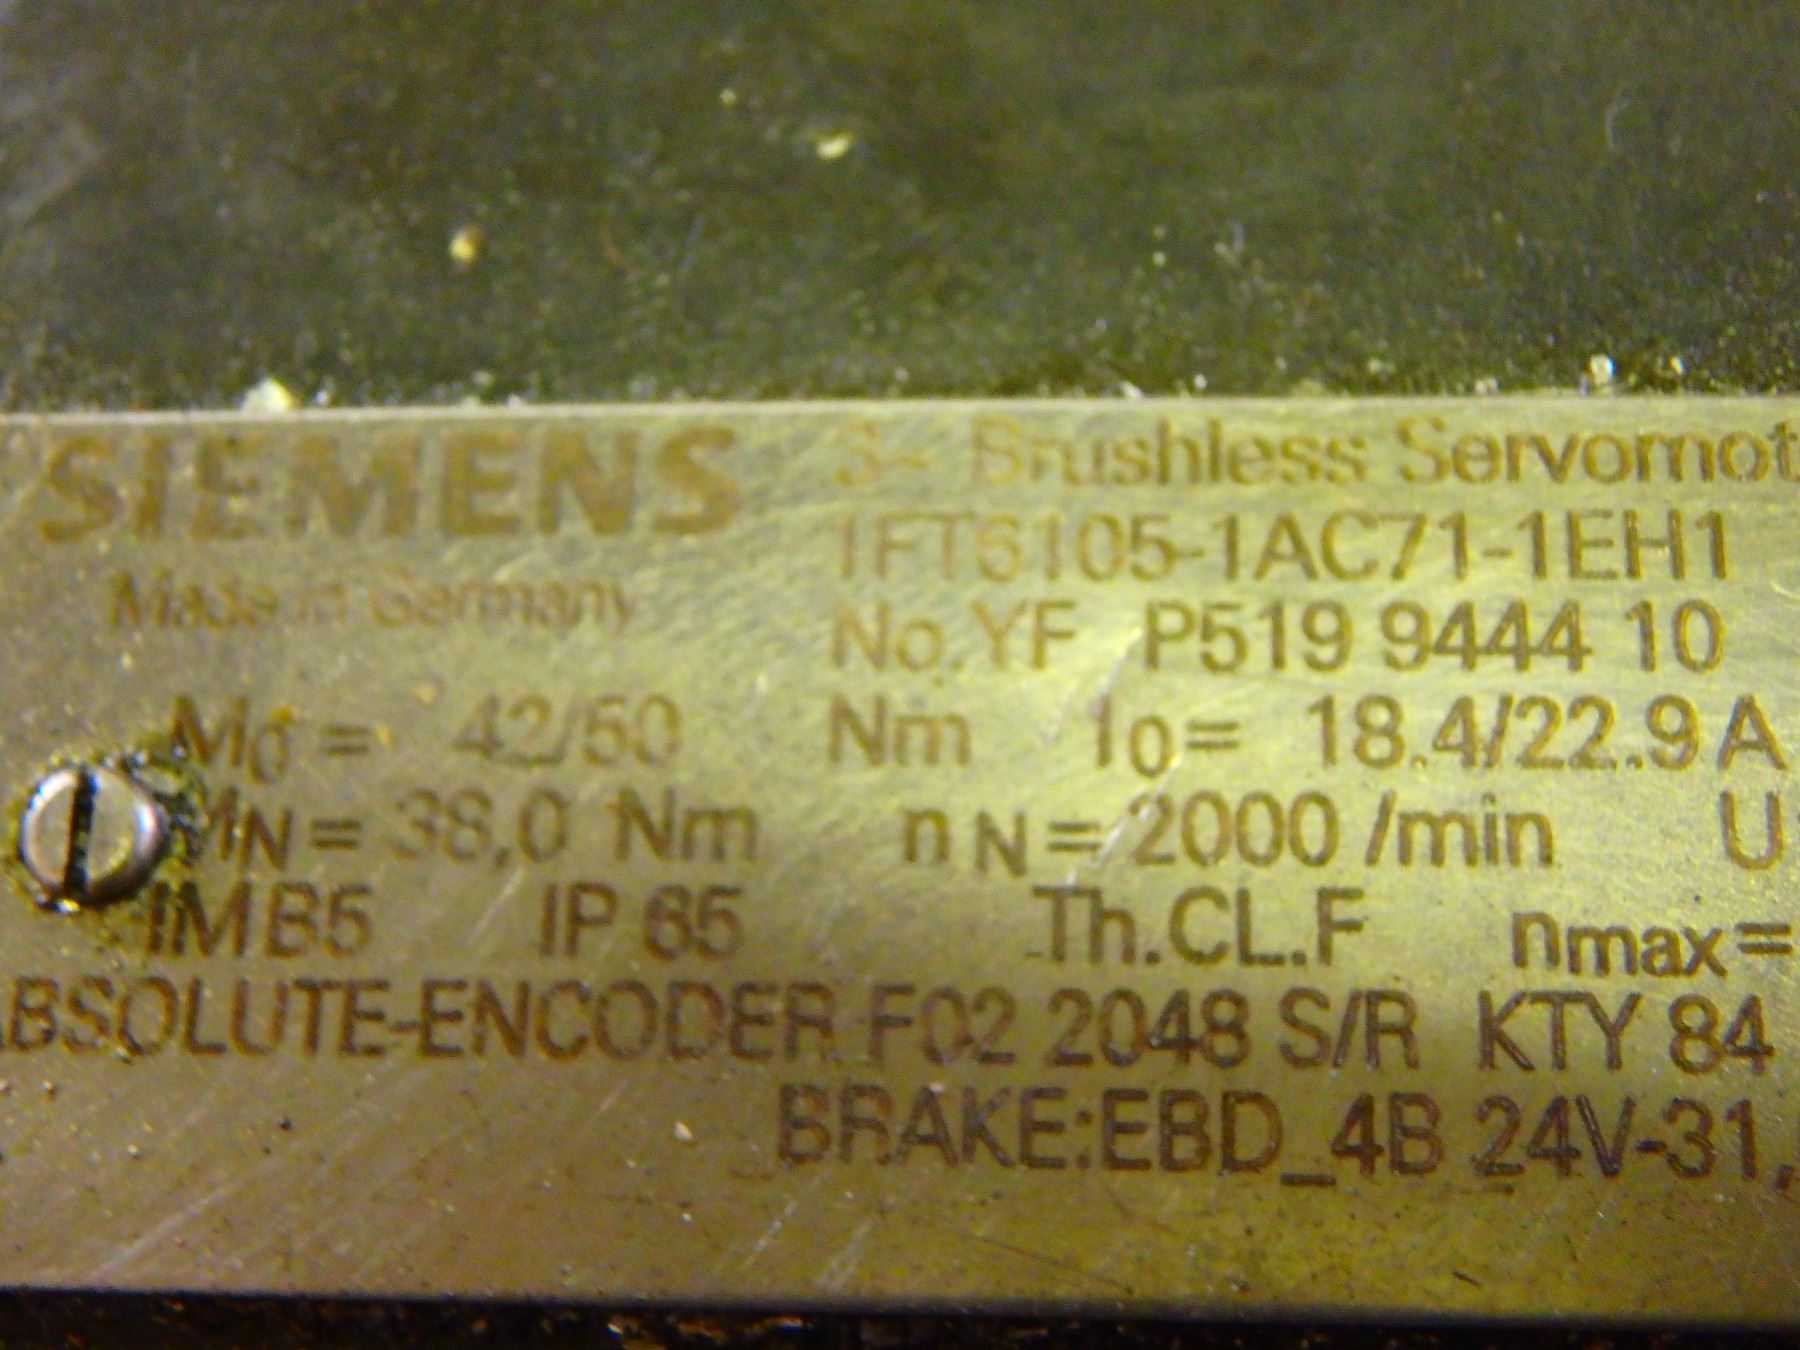 SIEMENS 3~ Brushless Servomot
1FT6105-1AC71-1EH1
Made in Germany
No.YF P519 9444 10
M0 = 42/50 Nm I0= 18.4/22.9 A
MN = 38,0 Nm nN = 2000 /min U
IM B5 IP 65 Th.CL.F nmax=
ABSOLUTE-ENCODER F02 2048 S/R KTY 84
BRAKE:EBD_4B 24V-31,